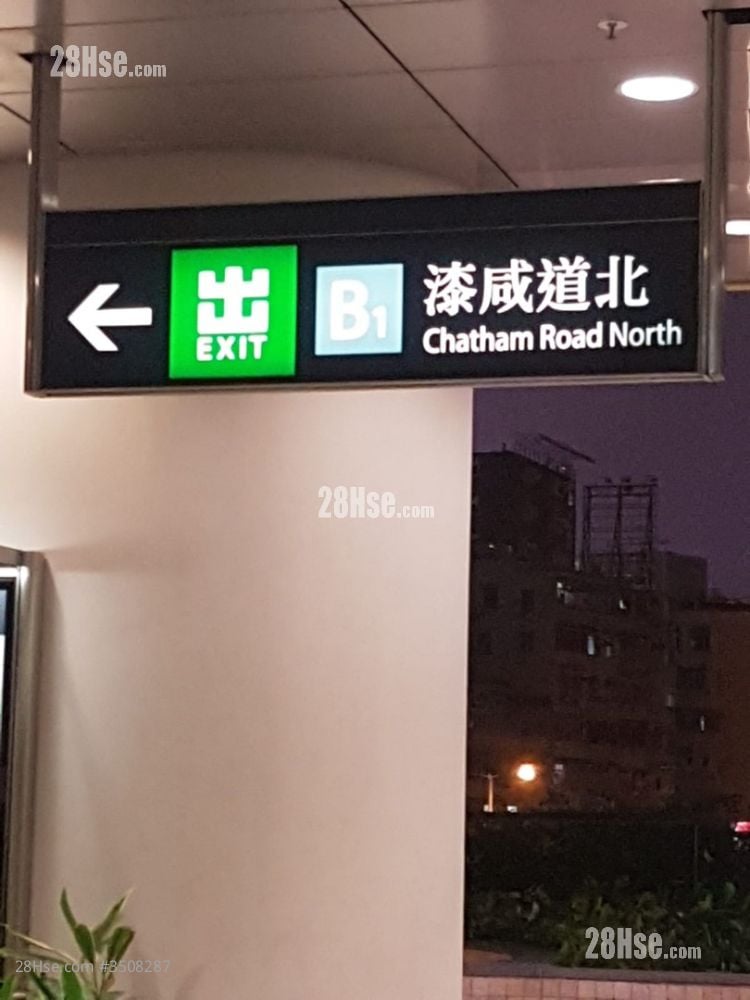 28Hse.com
出 B1 漆咸道北
EXIT Chatham Road North
28Hse.com
28Hse.com
28Hse.com #3508287